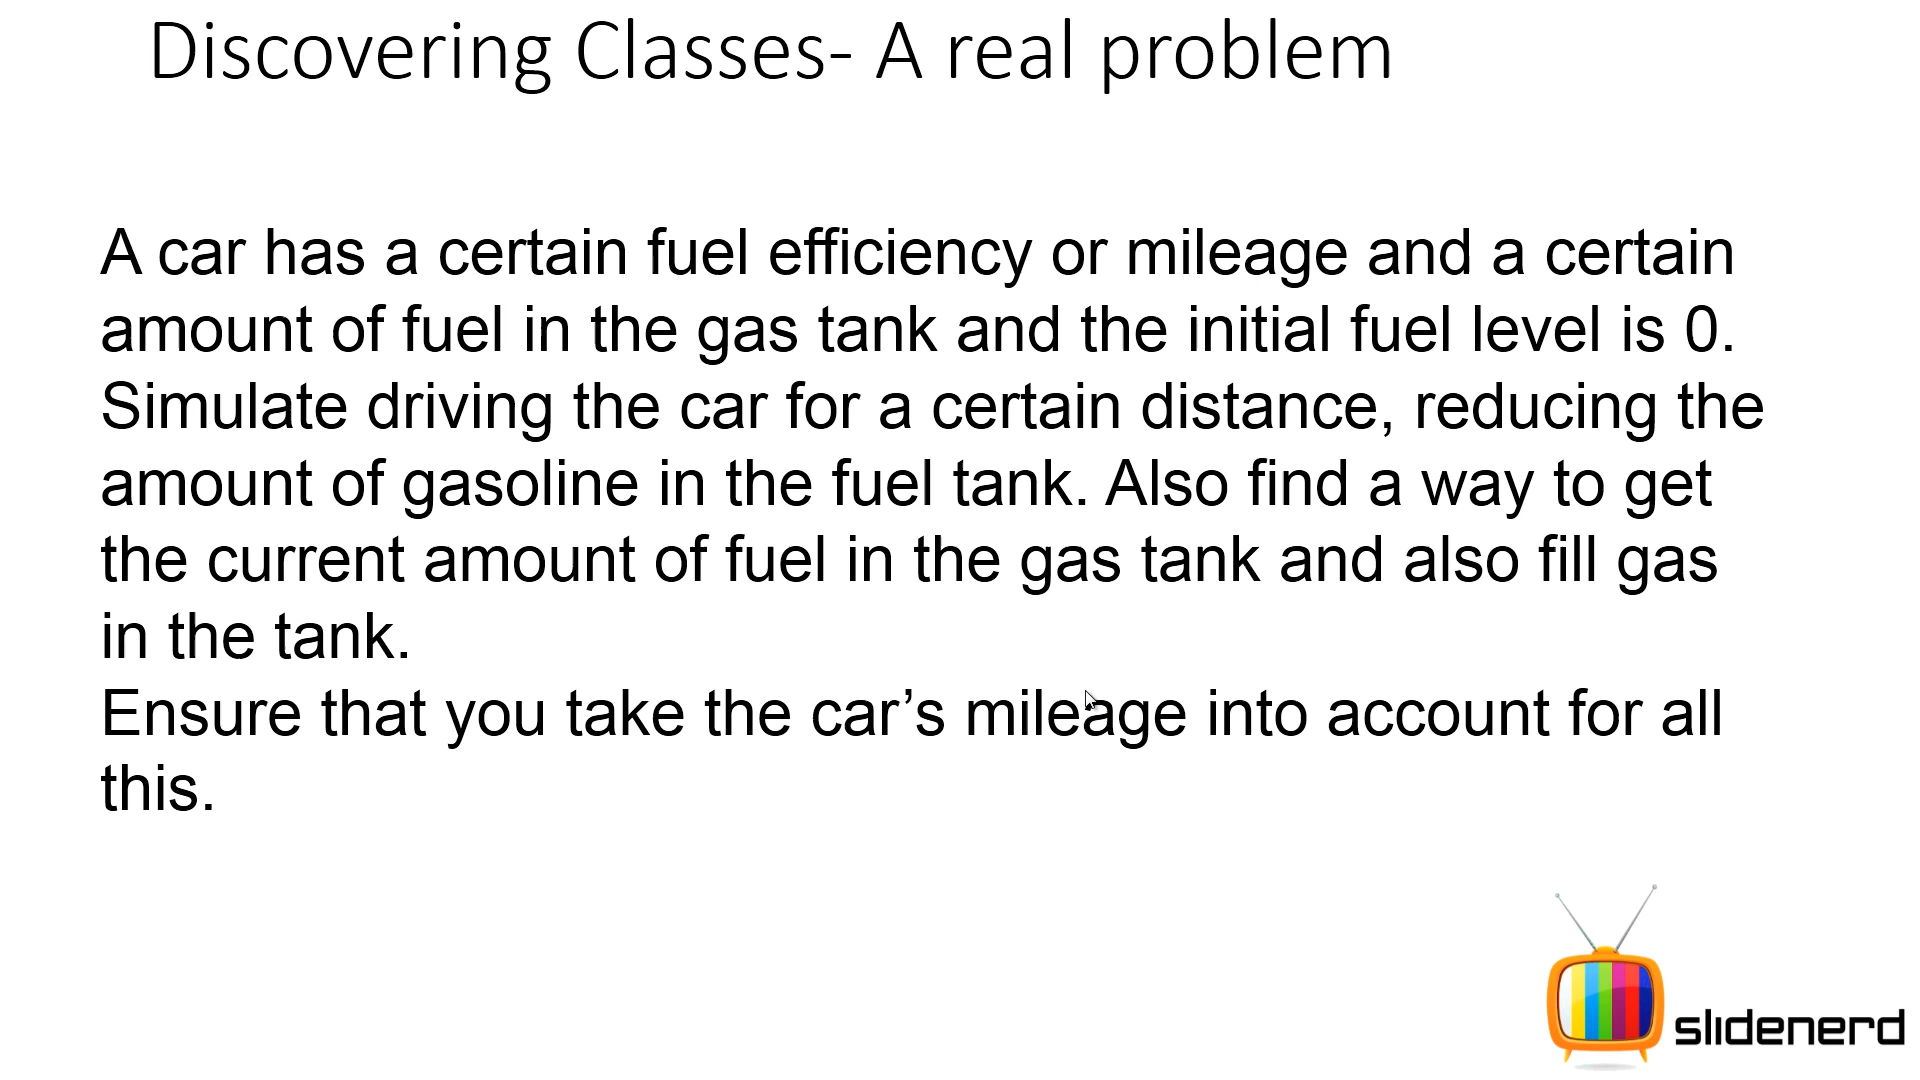 Discovering Classes- A real problem
A car has a certain fuel efficiency or mileage and a certain
amount of fuel in the gas tank and the initial fuel level is 0.
Simulate driving the car for a certain distance, reducing the
amount of gasoline in the fuel tank. Also find a way to get
the current amount of fuel in the gas tank and also fill gas
in the tank.
Ensure that you take the car’s mileage into account for all
this.
slidenerd